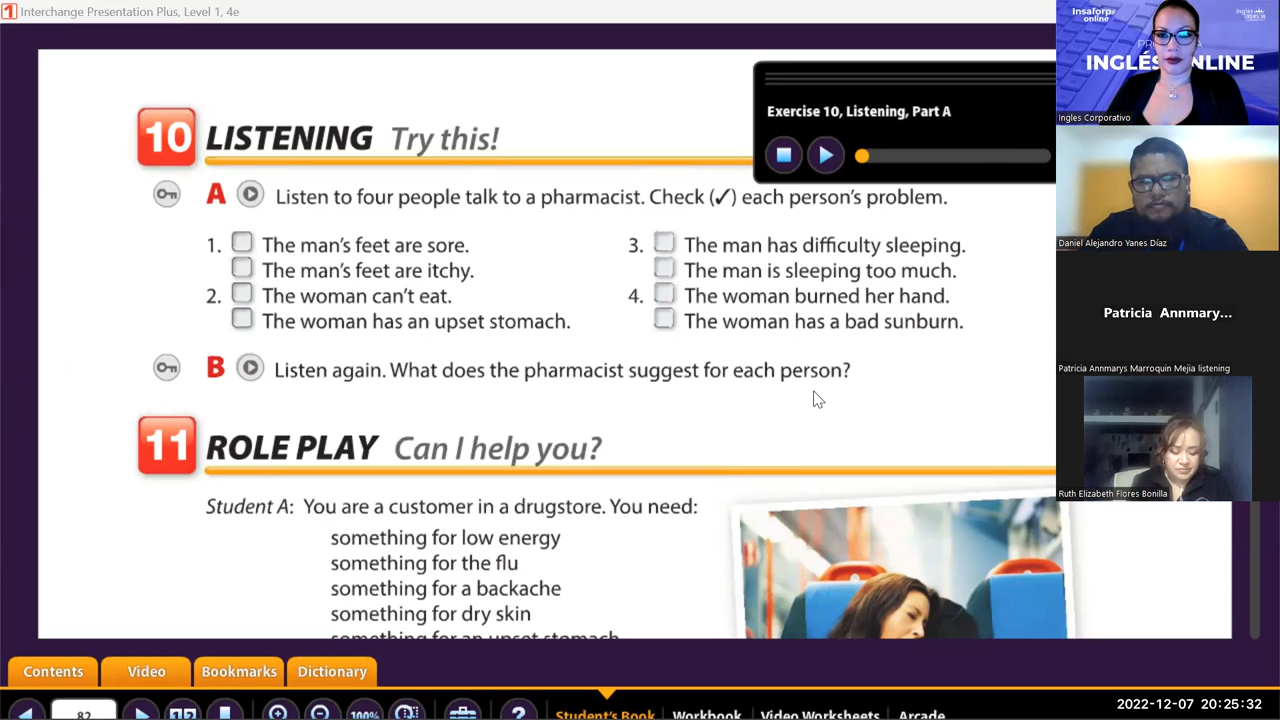 Interchange Presentation Plus, Level 1, 4e
Insaforp online
INGLÉS ONLINE
Ingles Corporativo
Exercise 10, Listening, Part A
10 LISTENING Try this!
A Listen to four people talk to a pharmacist. Check (✓) each person's problem.
1. The man's feet are sore.
The man's feet are itchy.
2. The woman can't eat.
The woman has an upset stomach.
3. The man has difficulty sleeping.
The man is sleeping too much.
4. The woman burned her hand.
The woman has a bad sunburn.
B Listen again. What does the pharmacist suggest for each person?
11 ROLE PLAY Can I help you?
Student A: You are a customer in a drugstore. You need:
something for low energy
something for the flu
something for a backache
something for dry skin
something for an upset stomach
Daniel Alejandro Yanes Díaz
Patricia Annmary...
Patricia Annmarys Marroquin Mejia listening
Ruth Elizabeth Flores Bonilla
Contents Video Bookmarks Dictionary
82 100% ?
Student's Book Workbook Video Worksheets Arcade
2022-12-07 20:25:32